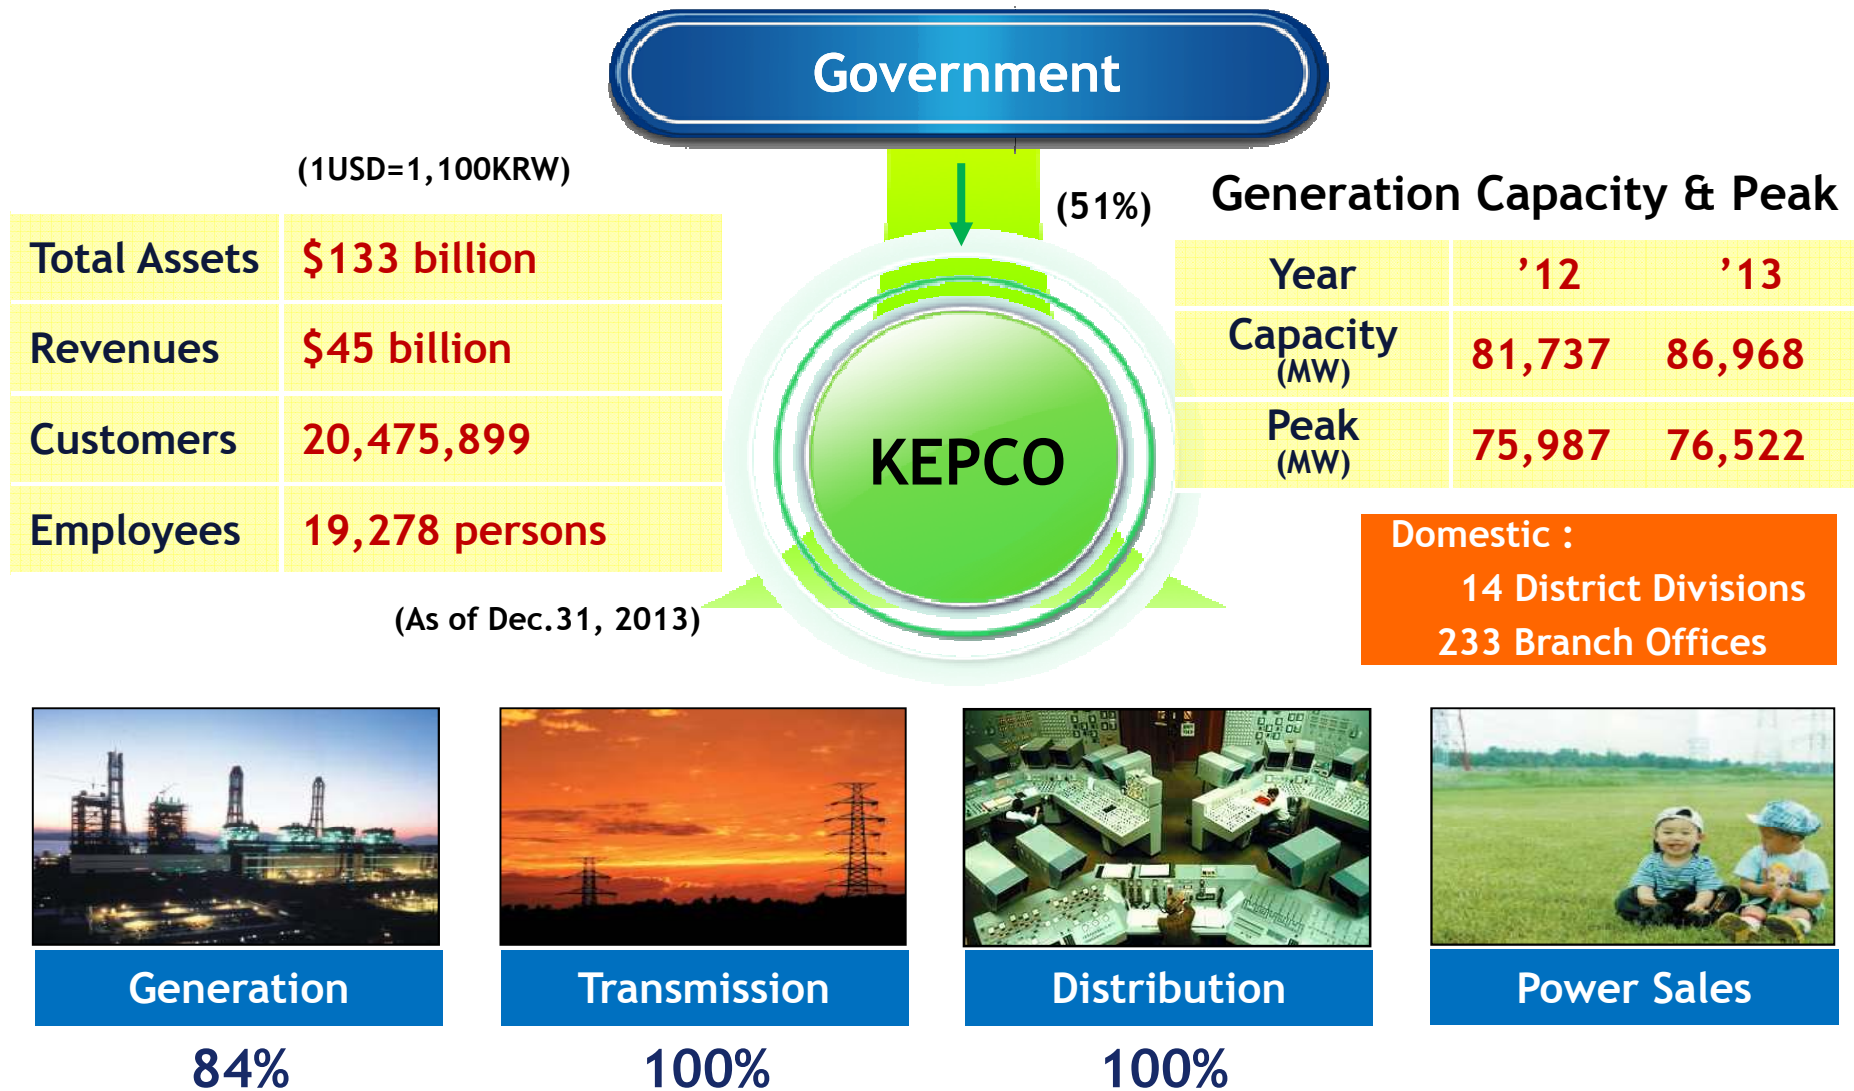 Government
(1USD=1,100KRW)
(51%)
Generation Capacity & Peak
Total Assets $133 billion
Revenues $45 billion
Customers 20,475,899
Employees 19,278 persons
(As of Dec.31, 2013)
KEPCO
Year ’12 ’13
Capacity
(MW) 81,737 86,968
Peak
(MW) 75,987 76,522
Domestic :
14 District Divisions
233 Branch Offices
Generation Transmission Distribution Power Sales
84% 100% 100%